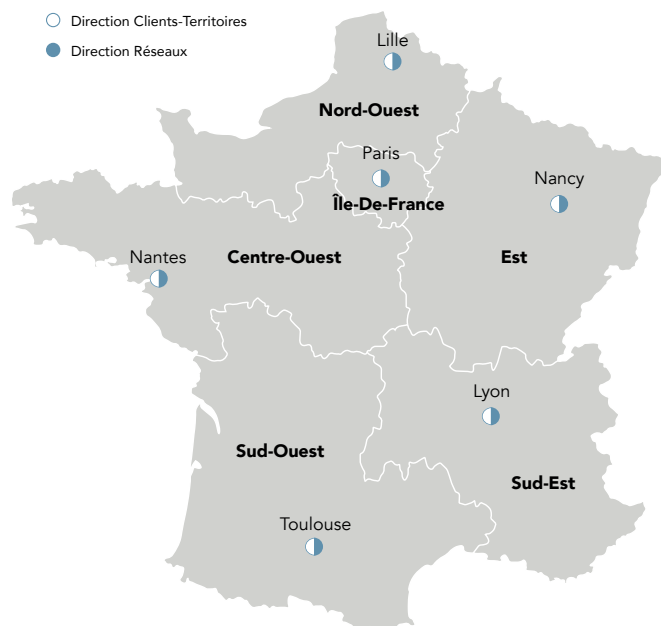 Direction Clients-Territoires
Direction Réseaux
Lille
Nord-Ouest
Paris
Île-De-France
Nancy
Nantes
Centre-Ouest
Est
Lyon
Sud-Ouest
Sud-Est
Toulouse